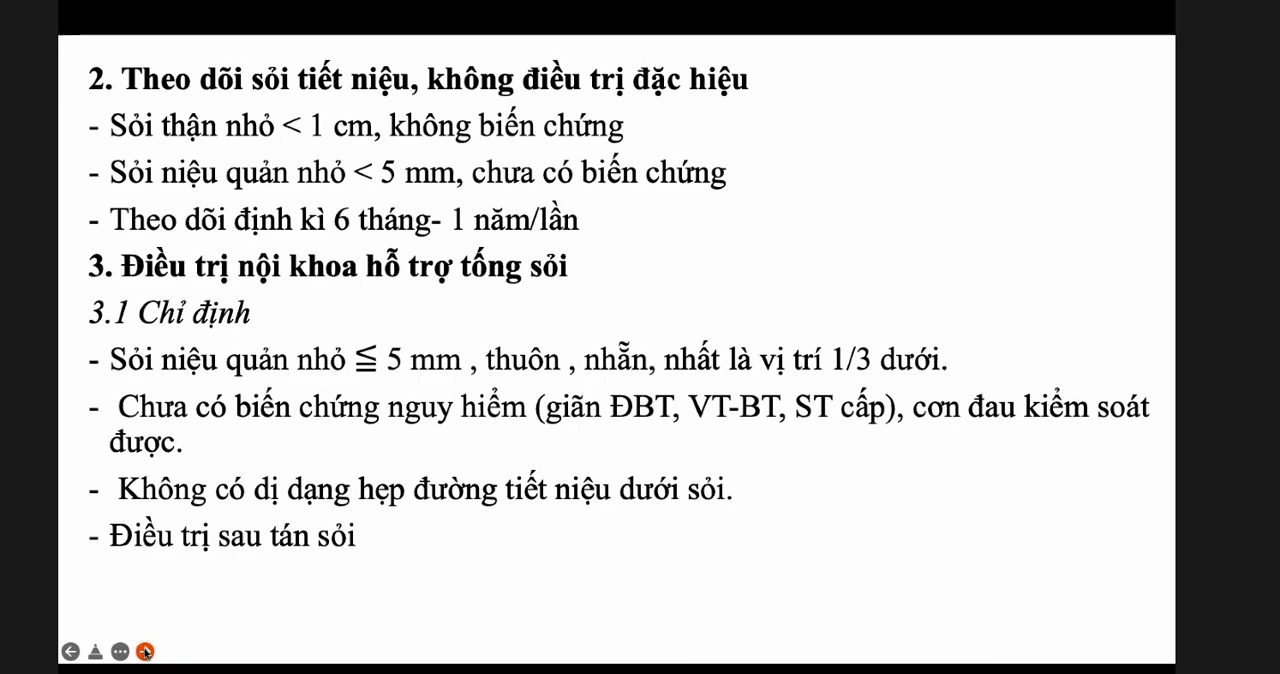 2. Theo dõi sỏi tiết niệu, không điều trị đặc hiệu
- Sỏi thận nhỏ < 1 cm, không biến chứng
- Sỏi niệu quản nhỏ < 5 mm, chưa có biến chứng
- Theo dõi định kì 6 tháng- 1 năm/lần
3. Điều trị nội khoa hỗ trợ tống sỏi
3.1 Chỉ định
- Sỏi niệu quản nhỏ ≦ 5 mm , thuôn , nhẵn, nhất là vị trí 1/3 dưới.
- Chưa có biến chứng nguy hiểm (giãn ĐBT, VT-BT, ST cấp), cơn đau kiểm soát
được.
- Không có dị dạng hẹp đường tiết niệu dưới sỏi.
- Điều trị sau tán sỏi